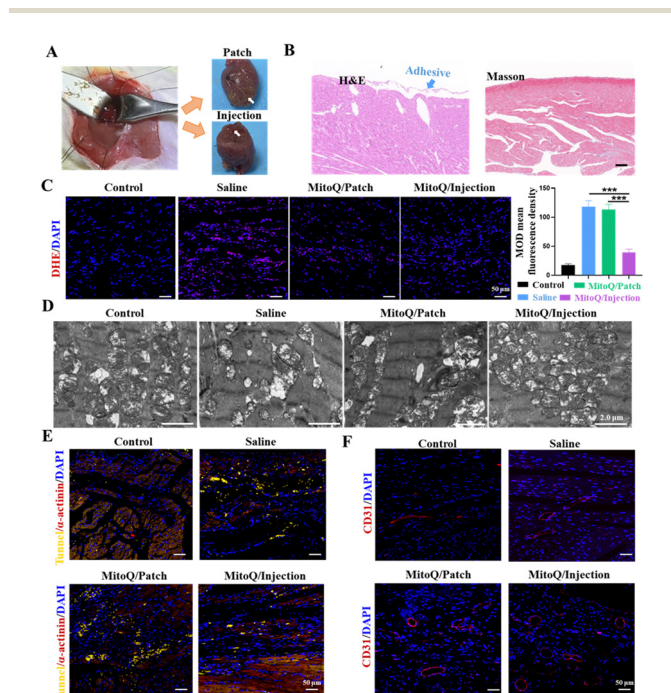 A
Patch
Injection
B
H&E
Adhesive
Masson
C
Control
Saline
MitoQ/Patch
MitoQ/Injection
DHE/DAPI
50 μm
MOD mean
fluorescence density
150
100
50
0
***
***
Control
MitoQ/Patch
Saline
MitoQ/Injection
D
Control
Saline
MitoQ/Patch
MitoQ/Injection
2.0 μm
E
Control
Saline
Tunnel/α-actinin/DAPI
MitoQ/Patch
MitoQ/Injection
unnel/α-actinin/DAPI
50 μm
F
Control
Saline
CD31/DAPI
MitoQ/Patch
MitoQ/Injection
CD31/DAPI
50 μm